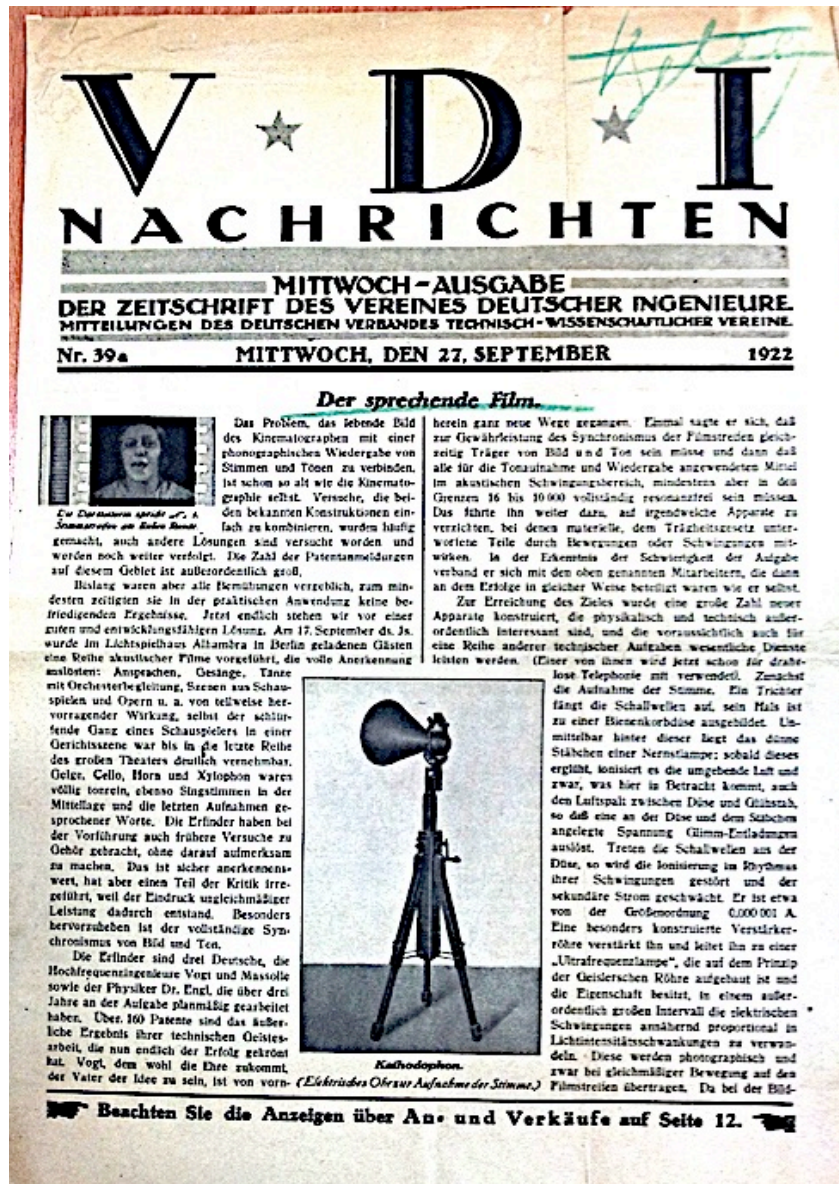 V · D · I
NACHRICHTEN
MITTWOCH-AUSGABE
DER ZEITSCHRIFT DES VEREINES DEUTSCHER INGENIEURE.
MITTEILUNGEN DES DEUTSCHEN VERBANDES TECHNISCH-WISSENSCHAFTLICHER VEREINE.
Nr. 39a MITTWOCH, DEN 27. SEPTEMBER 1922
Der sprechende Film.
Das Problem, das lebende Bild
des Kinematographen mit einer
phonographischen Wiedergabe von
Stimmen und Tönen zu verbinden,
ist schon so alt wie die Kinemato-
graphie selbst. Versuche, die bei-
den bekannten Konstruktionen ein-
fach zu kombinieren, wurden häufig
gemacht, auch andere Lösungen sind versucht worden und
werden noch weiter verfolgt. Die Zahl der Patentanmeldungen
auf diesem Gebiet ist außerordentlich groß.
Bislang waren aber alle Bemühungen vergeblich, zum min-
desten zeitigten sie in der praktischen Anwendung keine be-
friedigenden Ergebnisse. Jetzt endlich stehen wir vor einer
guten und entwicklungsfähigen Lösung. Am 17. September ds. Js.
wurde im Lichtspielhaus Alhambra in Berlin geladenen Gästen
eine Reihe akustischer Filme vorgeführt, die volle Anerkennung
auslösten: Ansprachen, Gesänge, Tänze
mit Orchesterbegleitung, Szenen aus Schau-
spielen und Opern u. a. von teilweise her-
vorragender Wirkung, selbst der schlür-
fende Gang eines Schauspielers in einer
Gerichtsszene war bis in die letzte Reihe
des großen Theaters deutlich vernehmbar.
Geige, Cello, Horn und Xylophon waren
völlig tonrein, ebenso Singstimmen in der
Mittellage und die letzten Aufnahmen ge-
sprochener Worte. Die Erfinder haben bei
der Vorführung auch frühere Versuche zu
Gehör gebracht, ohne darauf aufmerksam
zu machen. Das ist sicher anerkennens-
wert, hat aber einen Teil der Kritik irre-
geführt, weil der Eindruck ungleichmäßiger
Leistung dadurch entstand. Besonders
hervorzuheben ist der vollständige Syn-
chronismus von Bild und Ton.
Die Erfinder sind drei Deutsche, die
Hochfrequenzingenieure Vogt und Massolle
sowie der Physiker Dr. Engl, die über drei
Jahre an der Aufgabe planmäßig gearbeitet
haben. Über 160 Patente sind das äußer-
liche Ergebnis ihrer technischen Geistes-
arbeit, die nun endlich der Erfolg gekrönt
hat. Vogt, dem wohl die Ehre zukommt,
der Vater der Idee zu sein, ist von vorn-
herein ganz neue Wege gegangen. Einmal sagte er sich, daß
zur Gewährleistung des Synchronismus der Filmstreifen gleich-
zeitig Träger von Bild und Ton sein müsse und dann daß
alle für die Tonaufnahme und Wiedergabe angewendeten Mittel
im akustischen Schwingungsbereich, mindestens aber in den
Grenzen 16 bis 10 000 vollständig resonanzfrei sein müssen.
Das führte ihn weiter dazu, auf irgendwelche Apparate zu
verzichten, bei denen materielle, dem Trägheitsgesetz unter-
worfene Teile durch Bewegungen oder Schwingungen mit-
wirken. In der Erkenntnis der Schwierigkeit der Aufgabe
verband er sich mit den oben genannten Mitarbeitern, die dann
an dem Erfolge in gleicher Weise beteiligt waren wie er selbst.
Zur Erreichung des Zieles wurde eine große Zahl neuer
Apparate konstruiert, die physikalisch und technisch außer-
ordentlich interessant sind, und die voraussichtlich auch für
eine Reihe anderer technischer Aufgaben wesentliche Dienste
leisten werden. (Einer von ihnen wird jetzt schon für draht-
lose Telephonie mit verwendet). Zunächst
die Aufnahme der Stimme. Ein Trichter
fängt die Schallwellen auf, sein Hals ist
zu einer Bienenkorbdüse ausgebildet. Un-
mittelbar hinter dieser liegt das dünne
Stäbchen einer Nernstlampe; sobald dieses
erglüht, ionisiert es die umgebende Luft und
zwar, was hier in Betracht kommt, auch
den Luftspalt zwischen Düse und Glühstab,
so daß eine an der Düse und dem Stäbchen
angelegte Spannung Glimm-Entladungen
auslöst. Treten die Schallwellen aus der
Düse, so wird die Ionisierung im Rhythmus
ihrer Schwingungen gestört und der
sekundäre Strom geschwächt. Er ist etwa
von der Größenordnung 0,000 001 A.
Eine besonders konstruierte Verstärker-
röhre verstärkt ihn und leitet ihn zu einer
„Ultrafrequenzlampe“, die auf dem Prinzip
der Geislerschen Röhre aufgebaut ist und
die Eigenschaft besitzt, in einem außer-
ordentlich großen Intervall die elektrischen
Schwingungen annähernd proportional in
Lichtintensitätsschwankungen zu verwan-
deln. Diese werden photographisch und
zwar bei gleichmäßiger Bewegung auf den
Filmstreifen übertragen. Da bei der Bild-
Kathodophon.
(Elektrisches Ohr zur Aufnahme der Stimme.)
Beachten Sie die Anzeigen über An- und Verkäufe auf Seite 12.